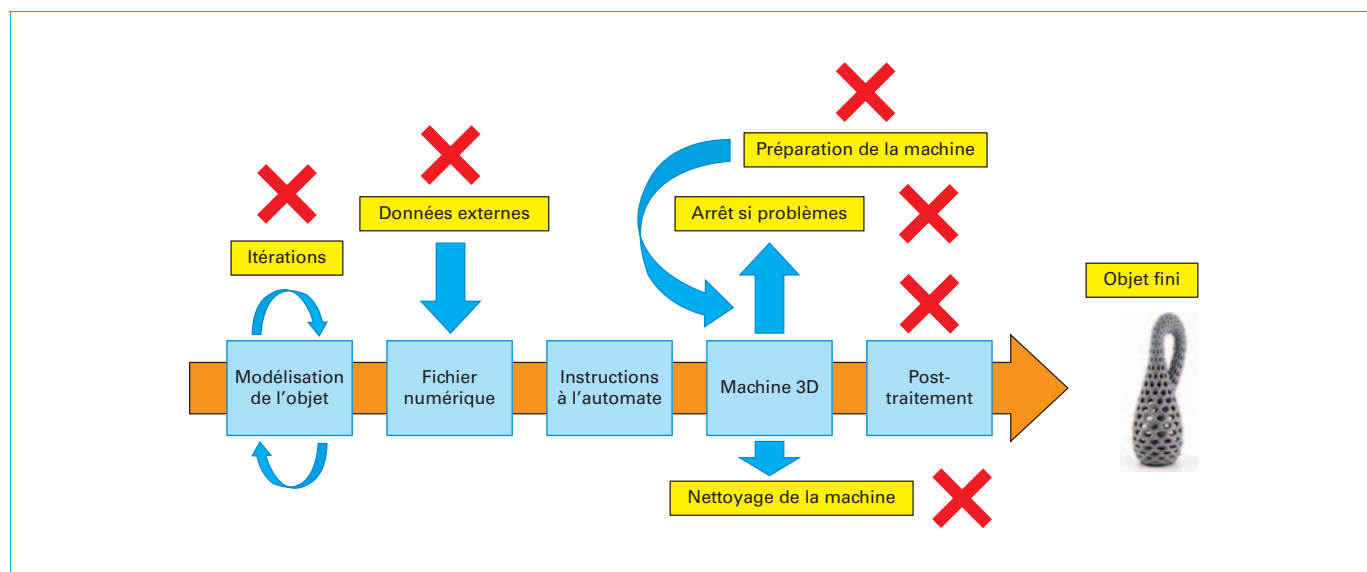 Préparation de la machine
Données externes
Arrêt si problèmes
Itérations
Objet fini
Modélisation
de l'objet
Fichier
numérique
Instructions
à l'automate
Machine 3D
Post-
traitement
Nettoyage de la machine